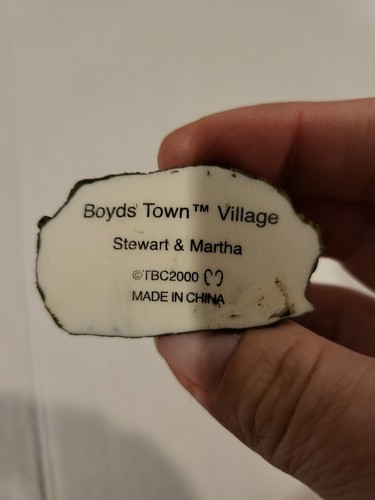 Boyds Town™ Village
Stewart & Martha
©TBC2000
MADE IN CHINA